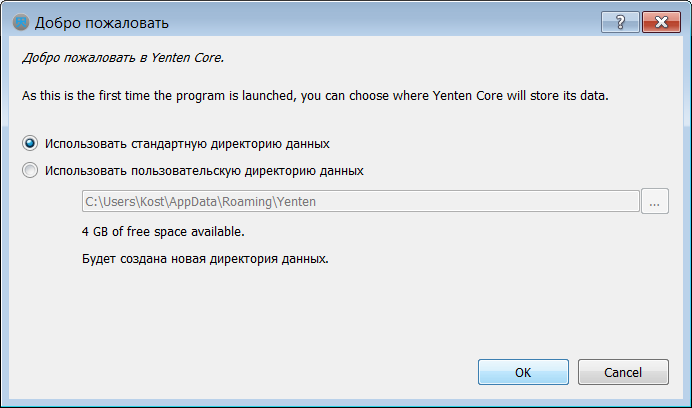 Добро пожаловать
?
Добро пожаловать в Yenten Core.
As this is the first time the program is launched, you can choose where Yenten Core will store its data.
Использовать стандартную директорию данных
Использовать пользовательскую директорию данных
C:\Users\Kost\AppData\Roaming\Yenten
...
4 GB of free space available.
Будет создана новая директория данных.
OK
Cancel